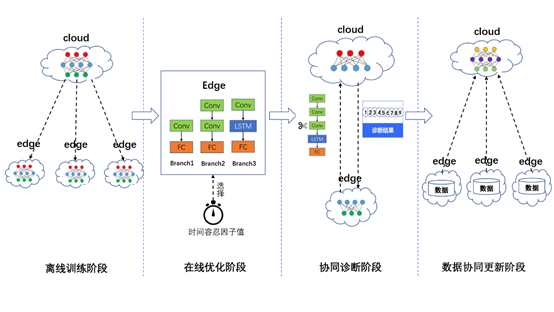 cloud
edge
edge
edge
离线训练阶段
Edge
Conv
FC
Branch1
Conv
Conv
FC
Branch2
Conv
LSTM
FC
Branch3
选择
时间容忍因子值
在线优化阶段
cloud
Conv
Conv
Conv
LSTM
FC
123456789
诊断结果
edge
协同诊断阶段
cloud
edge
edge
edge
数据
数据
数据
数据协同更新阶段